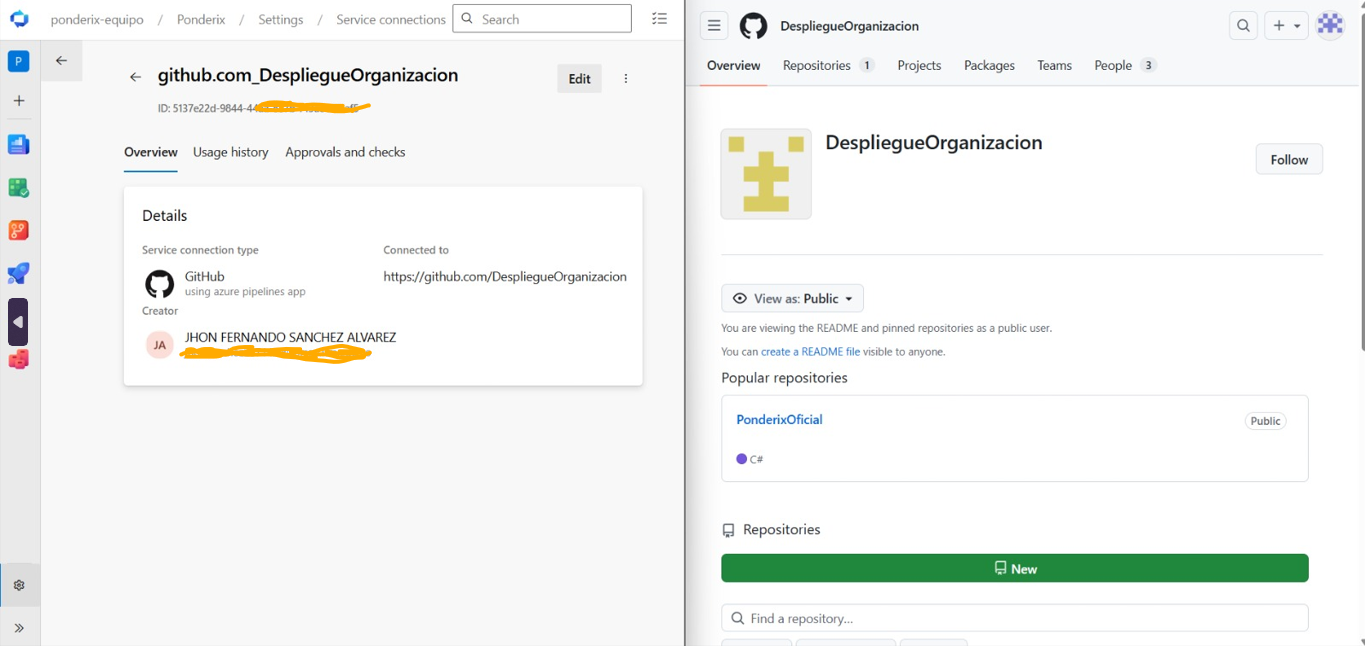 ponderix-equipo / Ponderix / Settings / Service connections
Search
P
github.com_DespliegueOrganizacion
Edit
ID: 5137e22d-9844-4
Overview Usage history Approvals and checks
Details
Service connection type
Connected to
GitHub
using azure pipelines app
https://github.com/DespliegueOrganizacion
Creator
JA
JHON FERNANDO SANCHEZ ALVAREZ
DespliegueOrganizacion
Overview Repositories 1 Projects Packages Teams People 3
DespliegueOrganizacion
Follow
View as: Public
You are viewing the README and pinned repositories as a public user.
You can create a README file visible to anyone.
Popular repositories
PonderixOficial
Public
C#
Repositories
New
Find a repository...